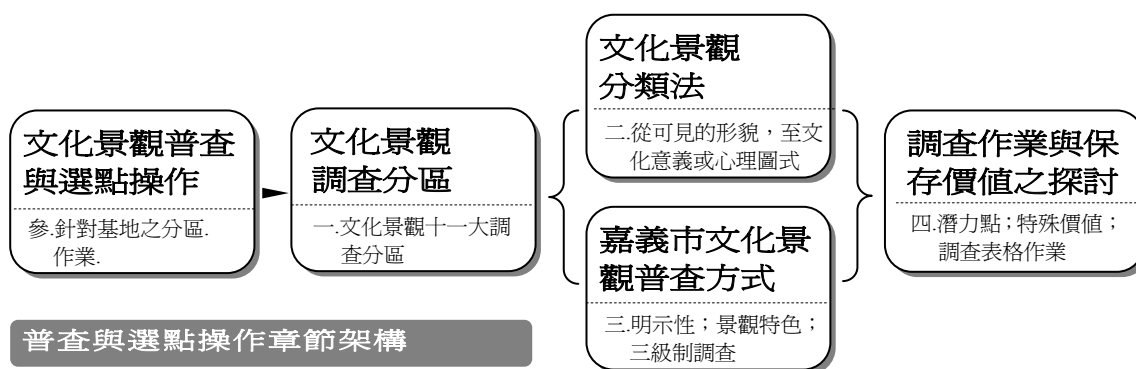 文化景觀普查
與選點操作
參.針對基地之分區.
作業.
文化景觀
調查分區
一.文化景觀十一大調
查分區
文化景觀
分類法
二.從可見的形貌，至文
化意義或心理圖式
嘉義市文化景
觀普查方式
三.明示性；景觀特色；
三級制調查
調查作業與保
存價值之探討
四.潛力點；特殊價值；
調查表格作業
普查與選點操作章節架構